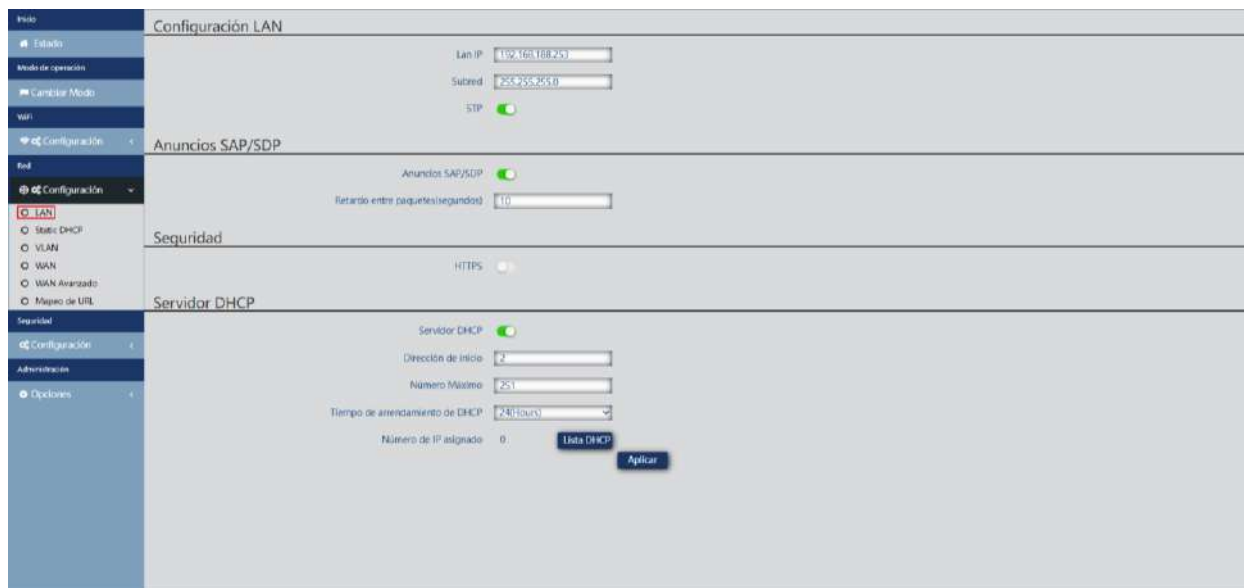 Inicio
Estado
Modo de operación
Cambiar Modo
WiFi
Configuración
Red
Configuración
LAN
Static DHCP
VLAN
WAN
WAN Avanzado
Mapeo de URL
Seguridad
Configuración
Administración
Opciones
Configuración LAN
Lan IP 192.168.188.253
Subred 255.255.255.0
STP
Anuncios SAP/SDP
Anuncios SAP/SDP
Retardo entre paquetes(segundos) 10
Seguridad
HTTPS
Servidor DHCP
Servidor DHCP
Dirección de inicio 2
Número Máximo 251
Tiempo de arrendamiento de DHCP 24(Hours)
Número de IP asignado 0 Lista DHCP
Aplicar